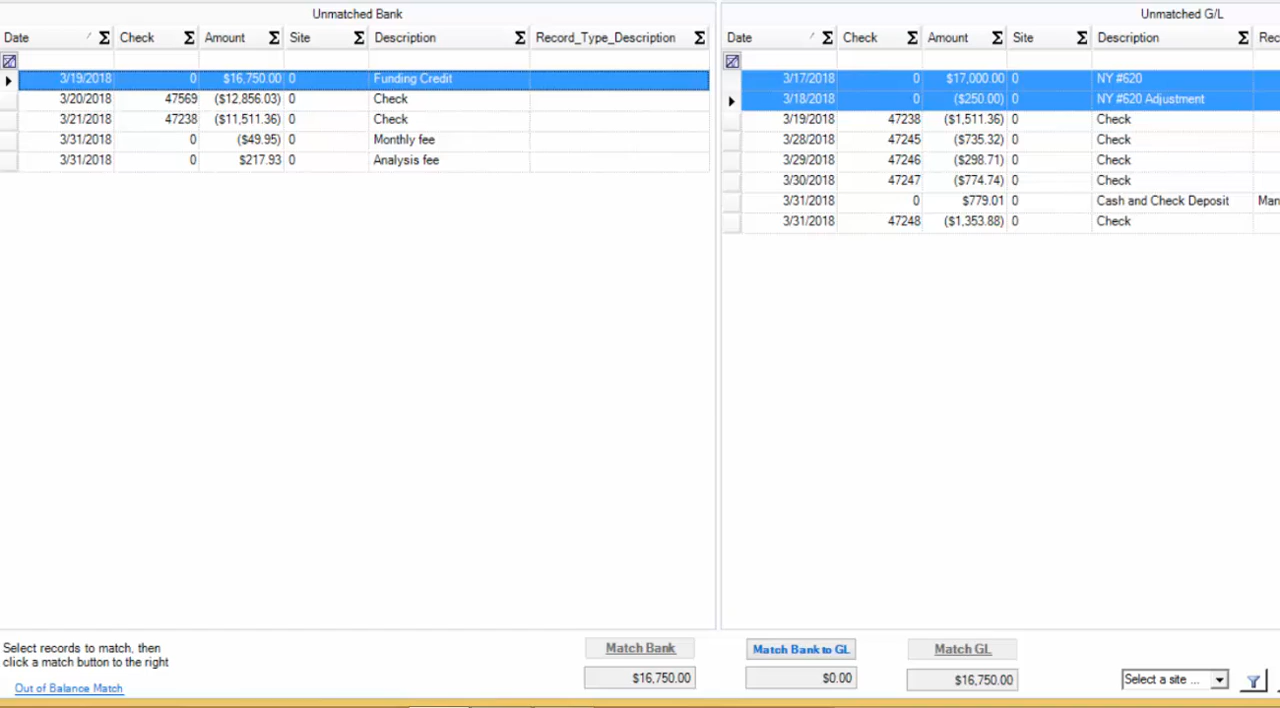 Unmatched Bank
Date Σ Check Σ Amount Σ Site Σ Description Σ Record_Type_Description Σ
3/19/2018 0 $16,750.00 0 Funding Credit
3/20/2018 47569 ($12,856.03) 0 Check
3/21/2018 47238 ($11,511.36) 0 Check
3/31/2018 0 ($49.95) 0 Monthly fee
3/31/2018 0 $217.93 0 Analysis fee
Unmatched G/L
Date Σ Check Σ Amount Σ Site Σ Description Σ Rec
3/17/2018 0 $17,000.00 0 NY #620
3/18/2018 0 ($250.00) 0 NY #620 Adjustment
3/19/2018 47238 ($1,511.36) 0 Check
3/28/2018 47245 ($735.32) 0 Check
3/29/2018 47246 ($298.71) 0 Check
3/30/2018 47247 ($774.74) 0 Check
3/31/2018 0 $779.01 0 Cash and Check Deposit Man
3/31/2018 47248 ($1,353.88) 0 Check
Select records to match, then
click a match button to the right
Out of Balance Match
Match Bank Match Bank to GL Match GL
$16,750.00 $0.00 $16,750.00
Select a site ...